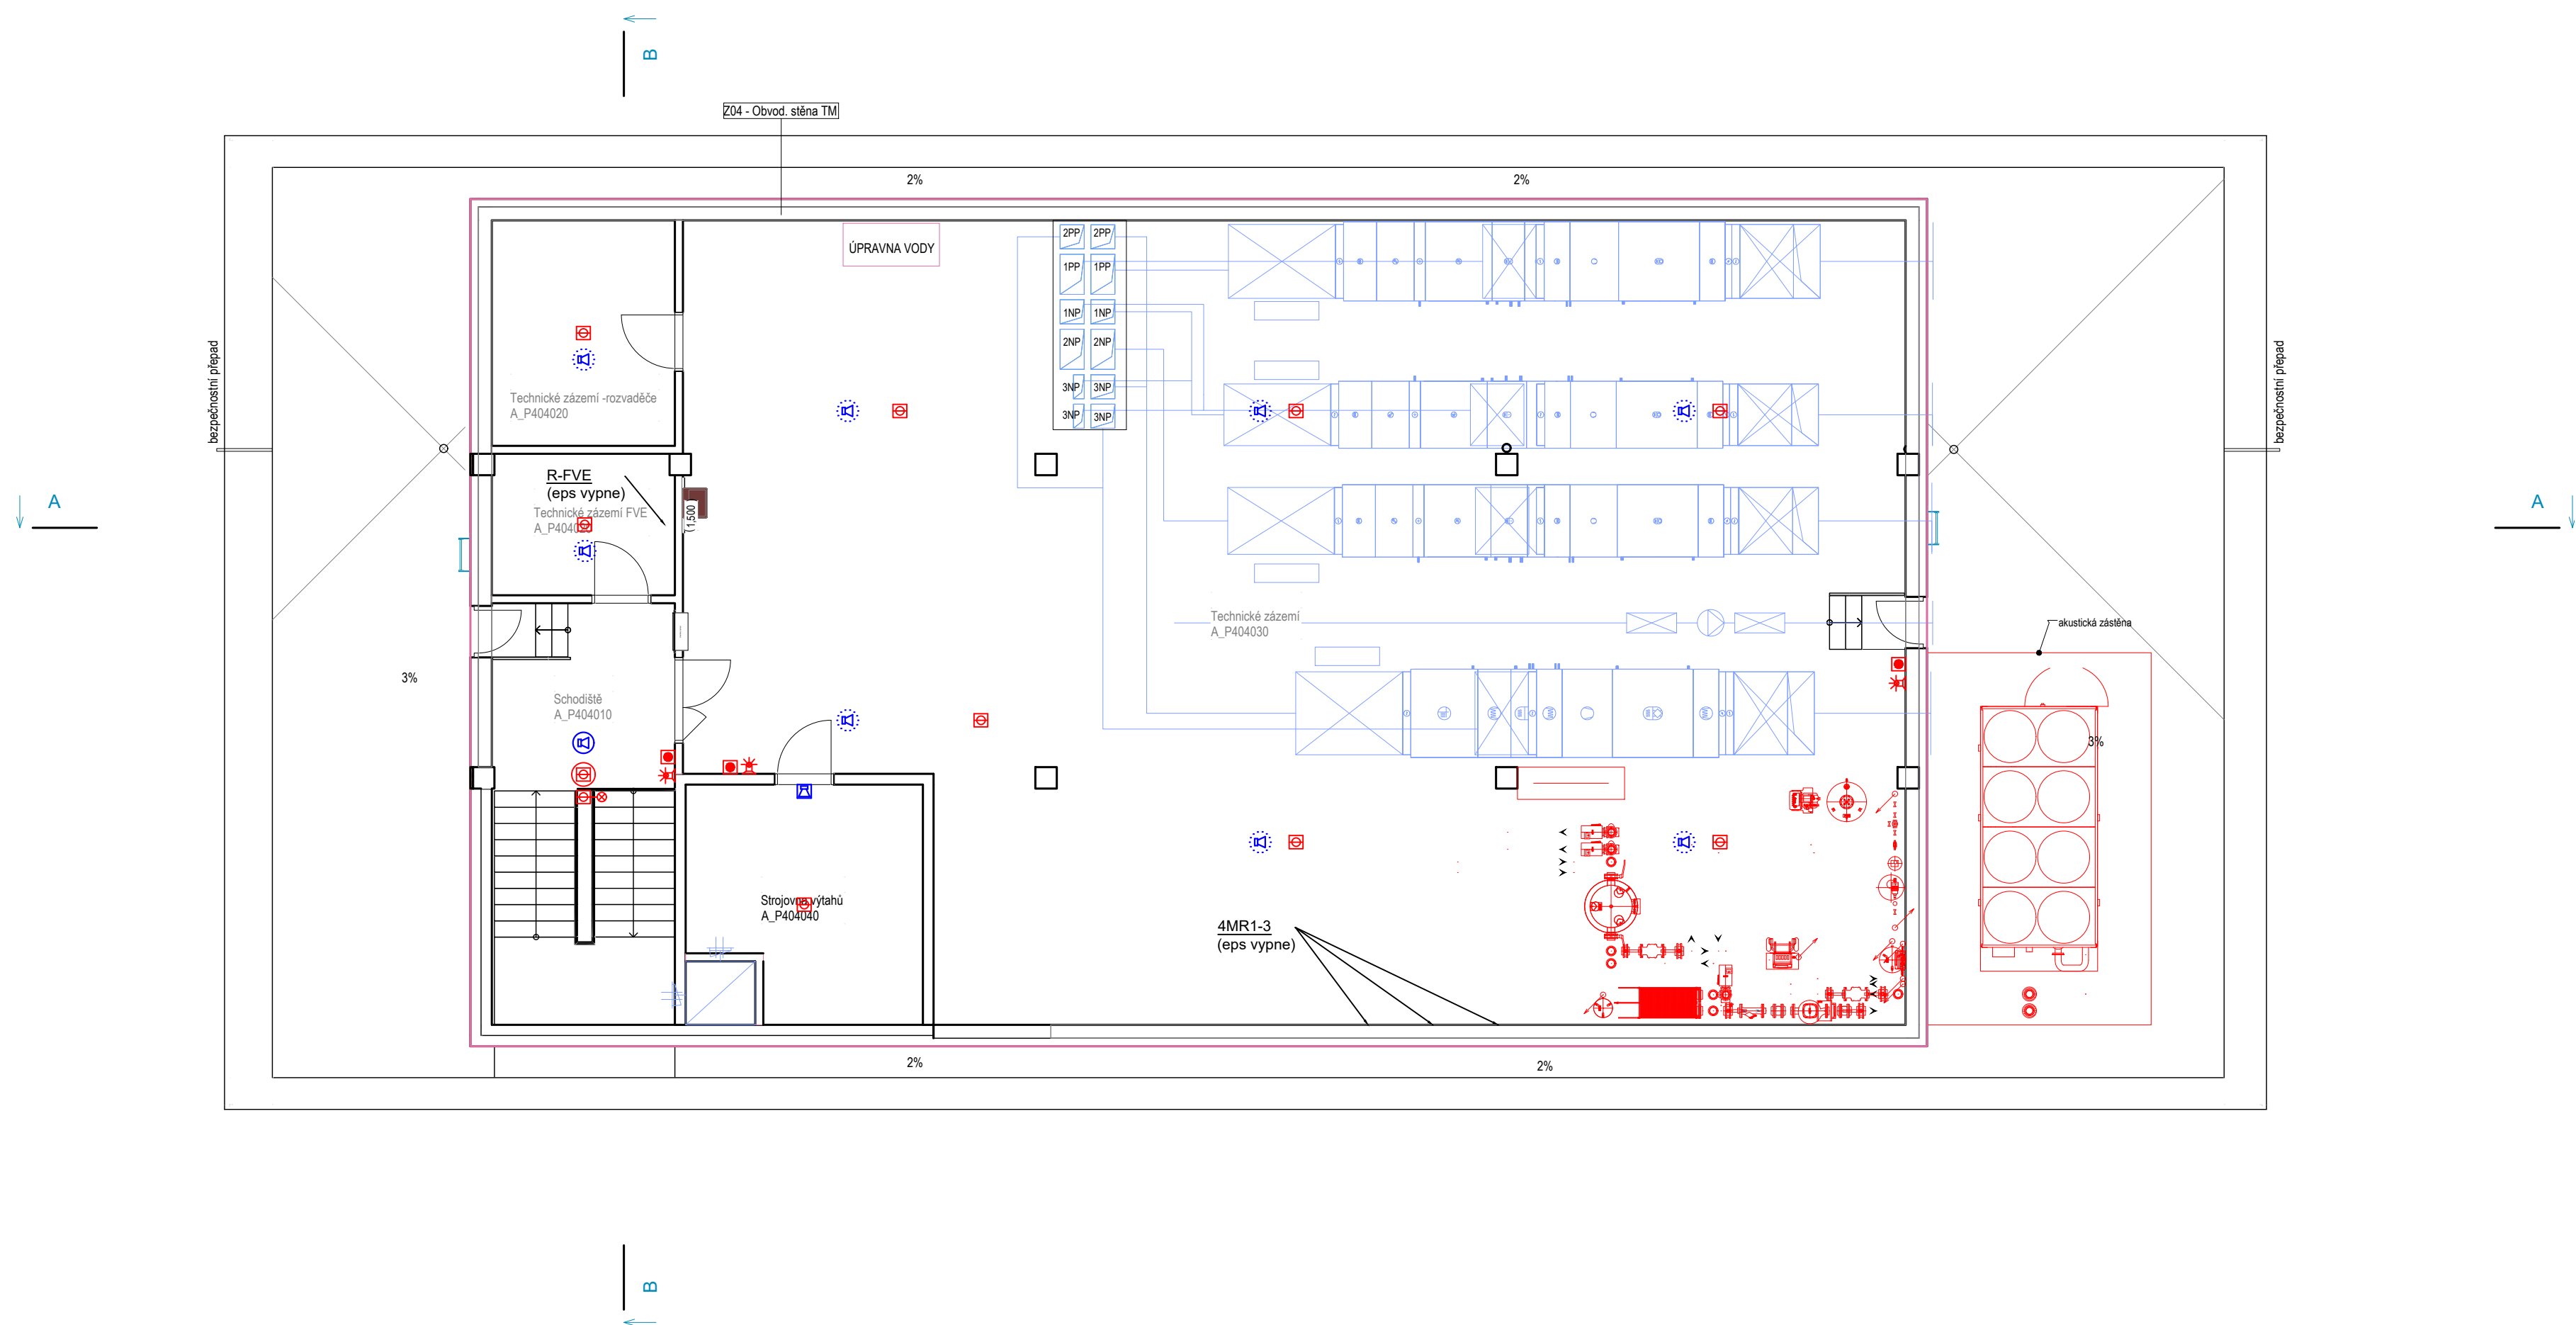 B
Z04 - Obvod. stěna TM
2%
2%
ÚPRAVNA VODY
2PP
2PP
1PP
1PP
1NP
1NP
2NP
2NP
3NP
3NP
3NP
3NP
bezpečnostní přepad
bezpečnostní přepad
Technické zázemí -rozvaděče
A_P404020
R-FVE
(eps vypne)
A
A
Technické zázemí FVE
(1,500
Technické zázemí
A_P404030
akustická zástěna
3%
Schodiště
A_P404010
3%
Strojovna výtahů
A_P404040
4MR1-3
(eps vypne)
2%
2%
B